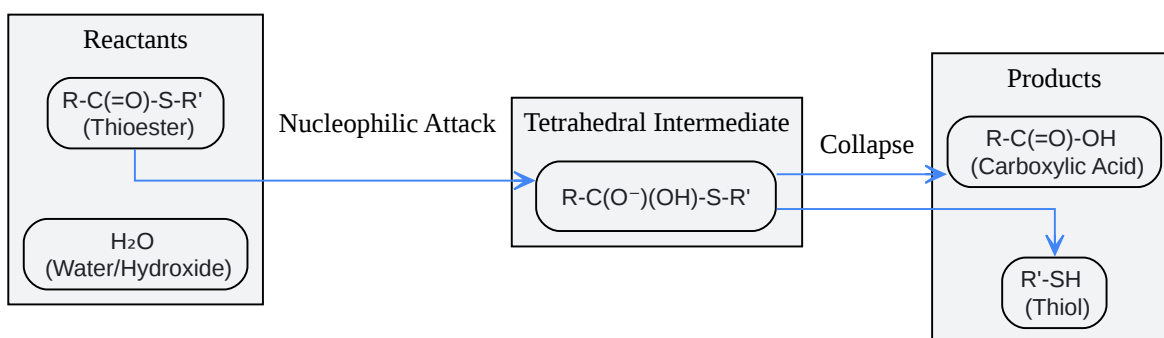 Reactants
R-C(=O)-S-R'
(Thioester)
H₂O
(Water/Hydroxide)
Nucleophilic Attack
Tetrahedral Intermediate
R-C(O⁻)(OH)-S-R'
Collapse
Products
R-C(=O)-OH
(Carboxylic Acid)
R'-SH
(Thiol)